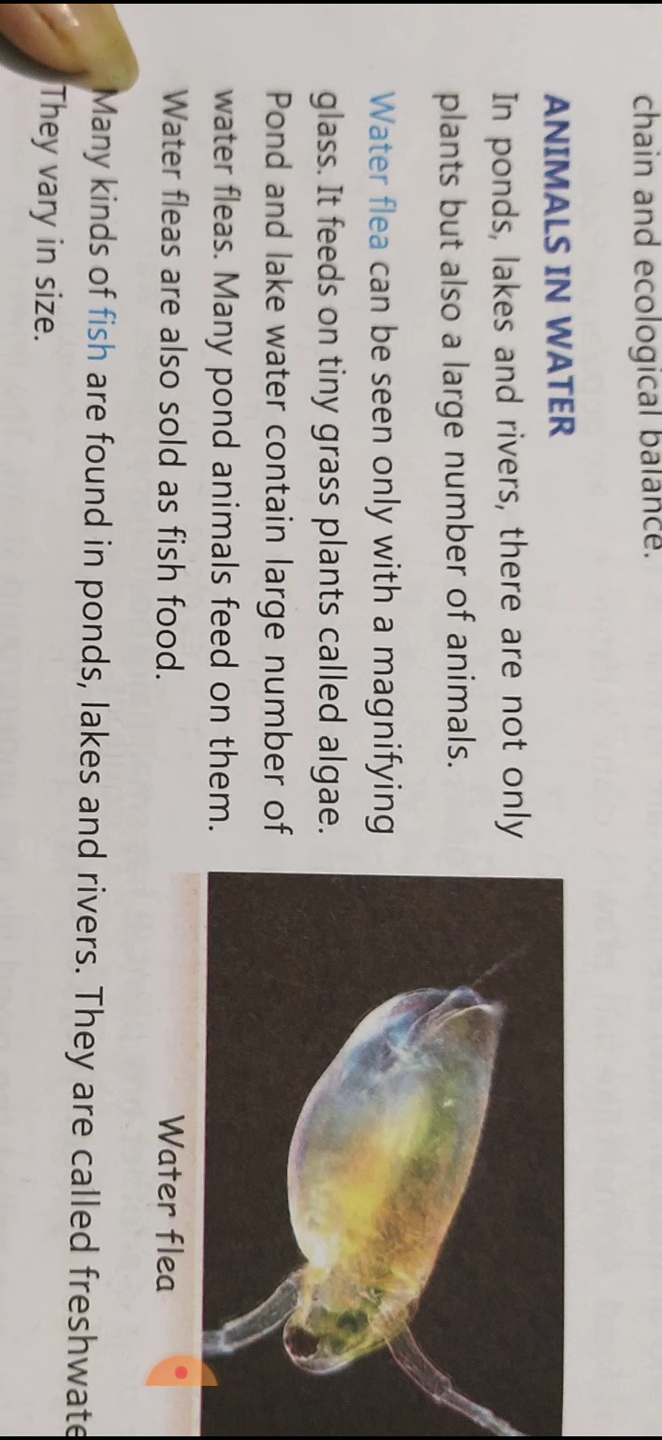 chain and ecological balance.
ANIMALS IN WATER
In ponds, lakes and rivers, there are not only
plants but also a large number of animals.
Water flea can be seen only with a magnifying
glass. It feeds on tiny grass plants called algae.
Pond and lake water contain large number of
water fleas. Many pond animals feed on them.
Water fleas are also sold as fish food.
Water flea
Many kinds of fish are found in ponds, lakes and rivers. They are called freshwate
They vary in size.